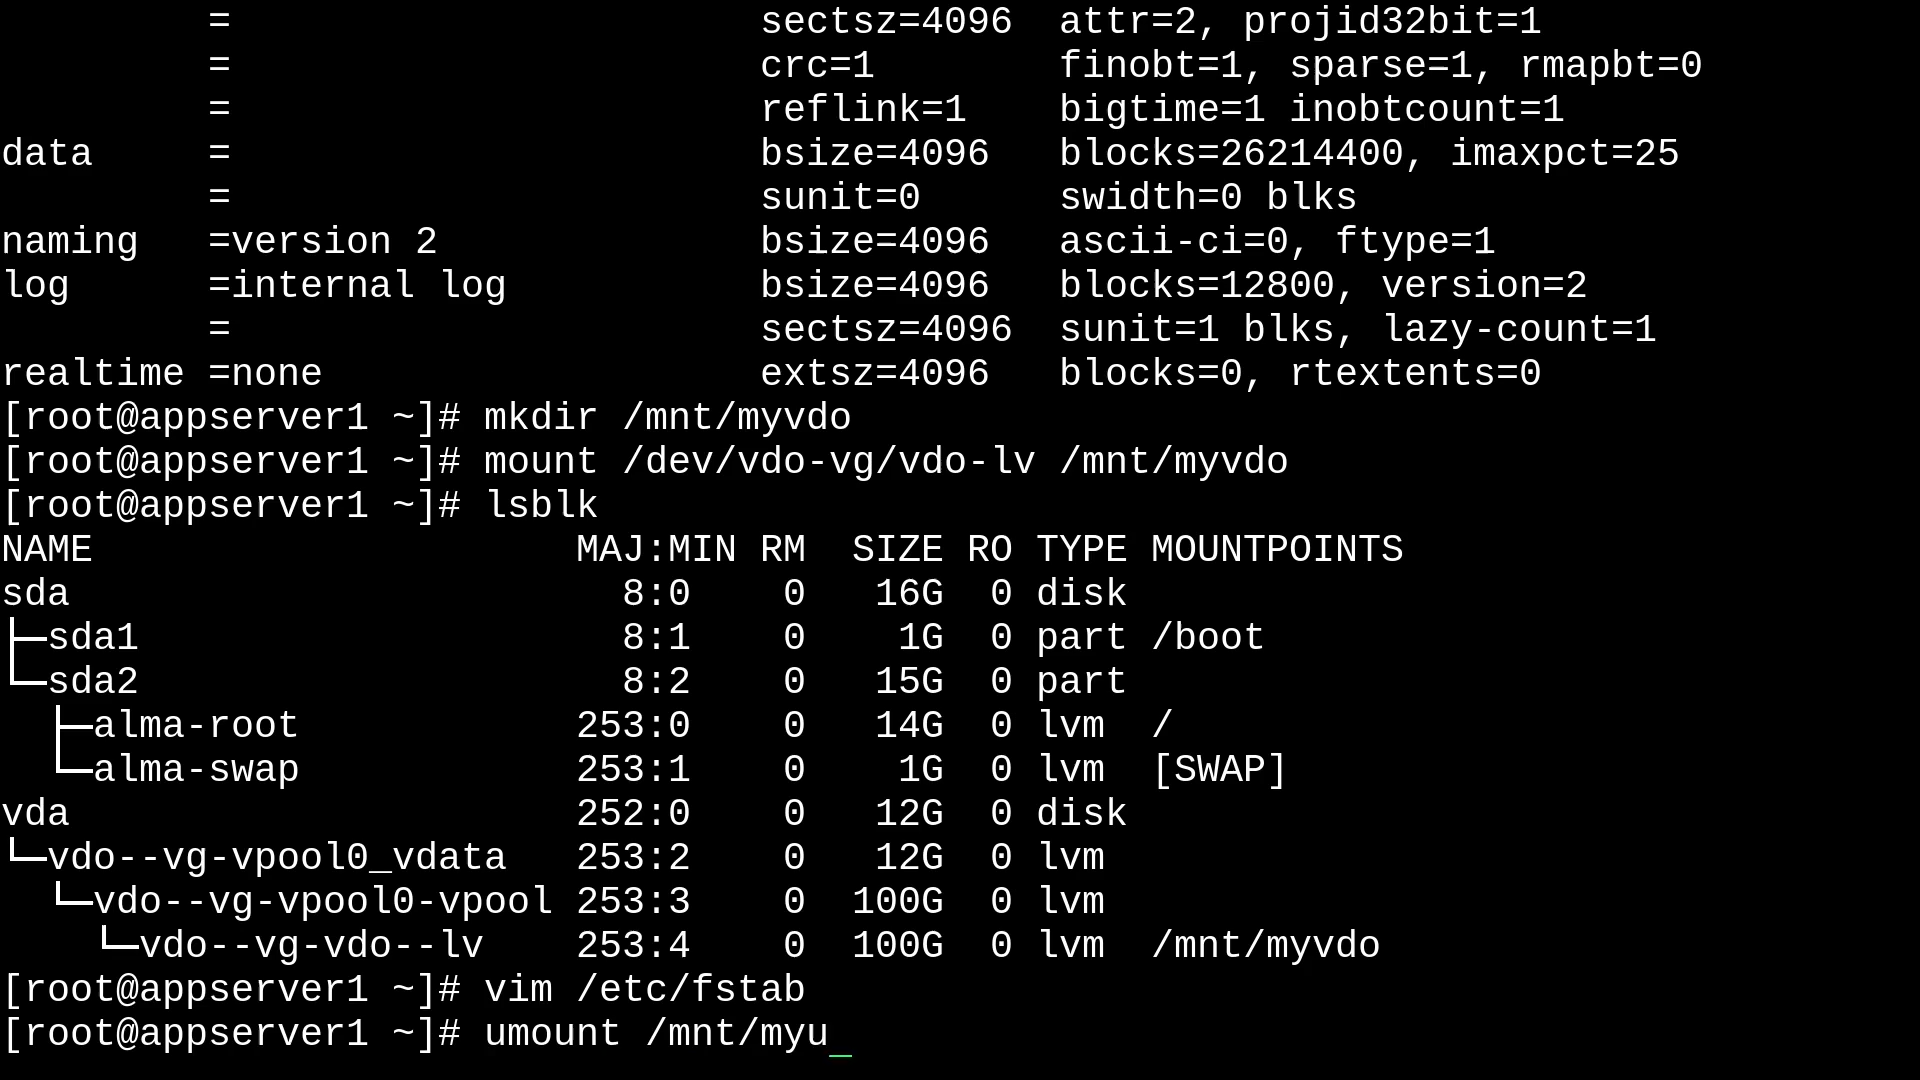 =                       sectsz=4096  attr=2, projid32bit=1
         =                       crc=1        finobt=1, sparse=1, rmapbt=0
         =                       reflink=1    bigtime=1 inobtcount=1
data     =                       bsize=4096   blocks=26214400, imaxpct=25
         =                       sunit=0      swidth=0 blks
naming   =version 2              bsize=4096   ascii-ci=0, ftype=1
log      =internal log           bsize=4096   blocks=12800, version=2
         =                       sectsz=4096  sunit=1 blks, lazy-count=1
realtime =none                   extsz=4096   blocks=0, rtextents=0
[root@appserver1 ~]# mkdir /mnt/myvdo
[root@appserver1 ~]# mount /dev/vdo-vg/vdo-lv /mnt/myvdo
[root@appserver1 ~]# lsblk
NAME                     MAJ:MIN RM  SIZE RO TYPE MOUNTPOINTS
sda                        8:0    0   16G  0 disk
├─sda1                     8:1    0    1G  0 part /boot
└─sda2                     8:2    0   15G  0 part
  ├─alma-root            253:0    0   14G  0 lvm  /
  └─alma-swap            253:1    0    1G  0 lvm  [SWAP]
vda                      252:0    0   12G  0 disk
└─vdo--vg-vpool0_vdata   253:2    0   12G  0 lvm
  └─vdo--vg-vpool0-vpool 253:3    0  100G  0 lvm
    └─vdo--vg-vdo--lv    253:4    0  100G  0 lvm  /mnt/myvdo
[root@appserver1 ~]# vim /etc/fstab
[root@appserver1 ~]# umount /mnt/myu_